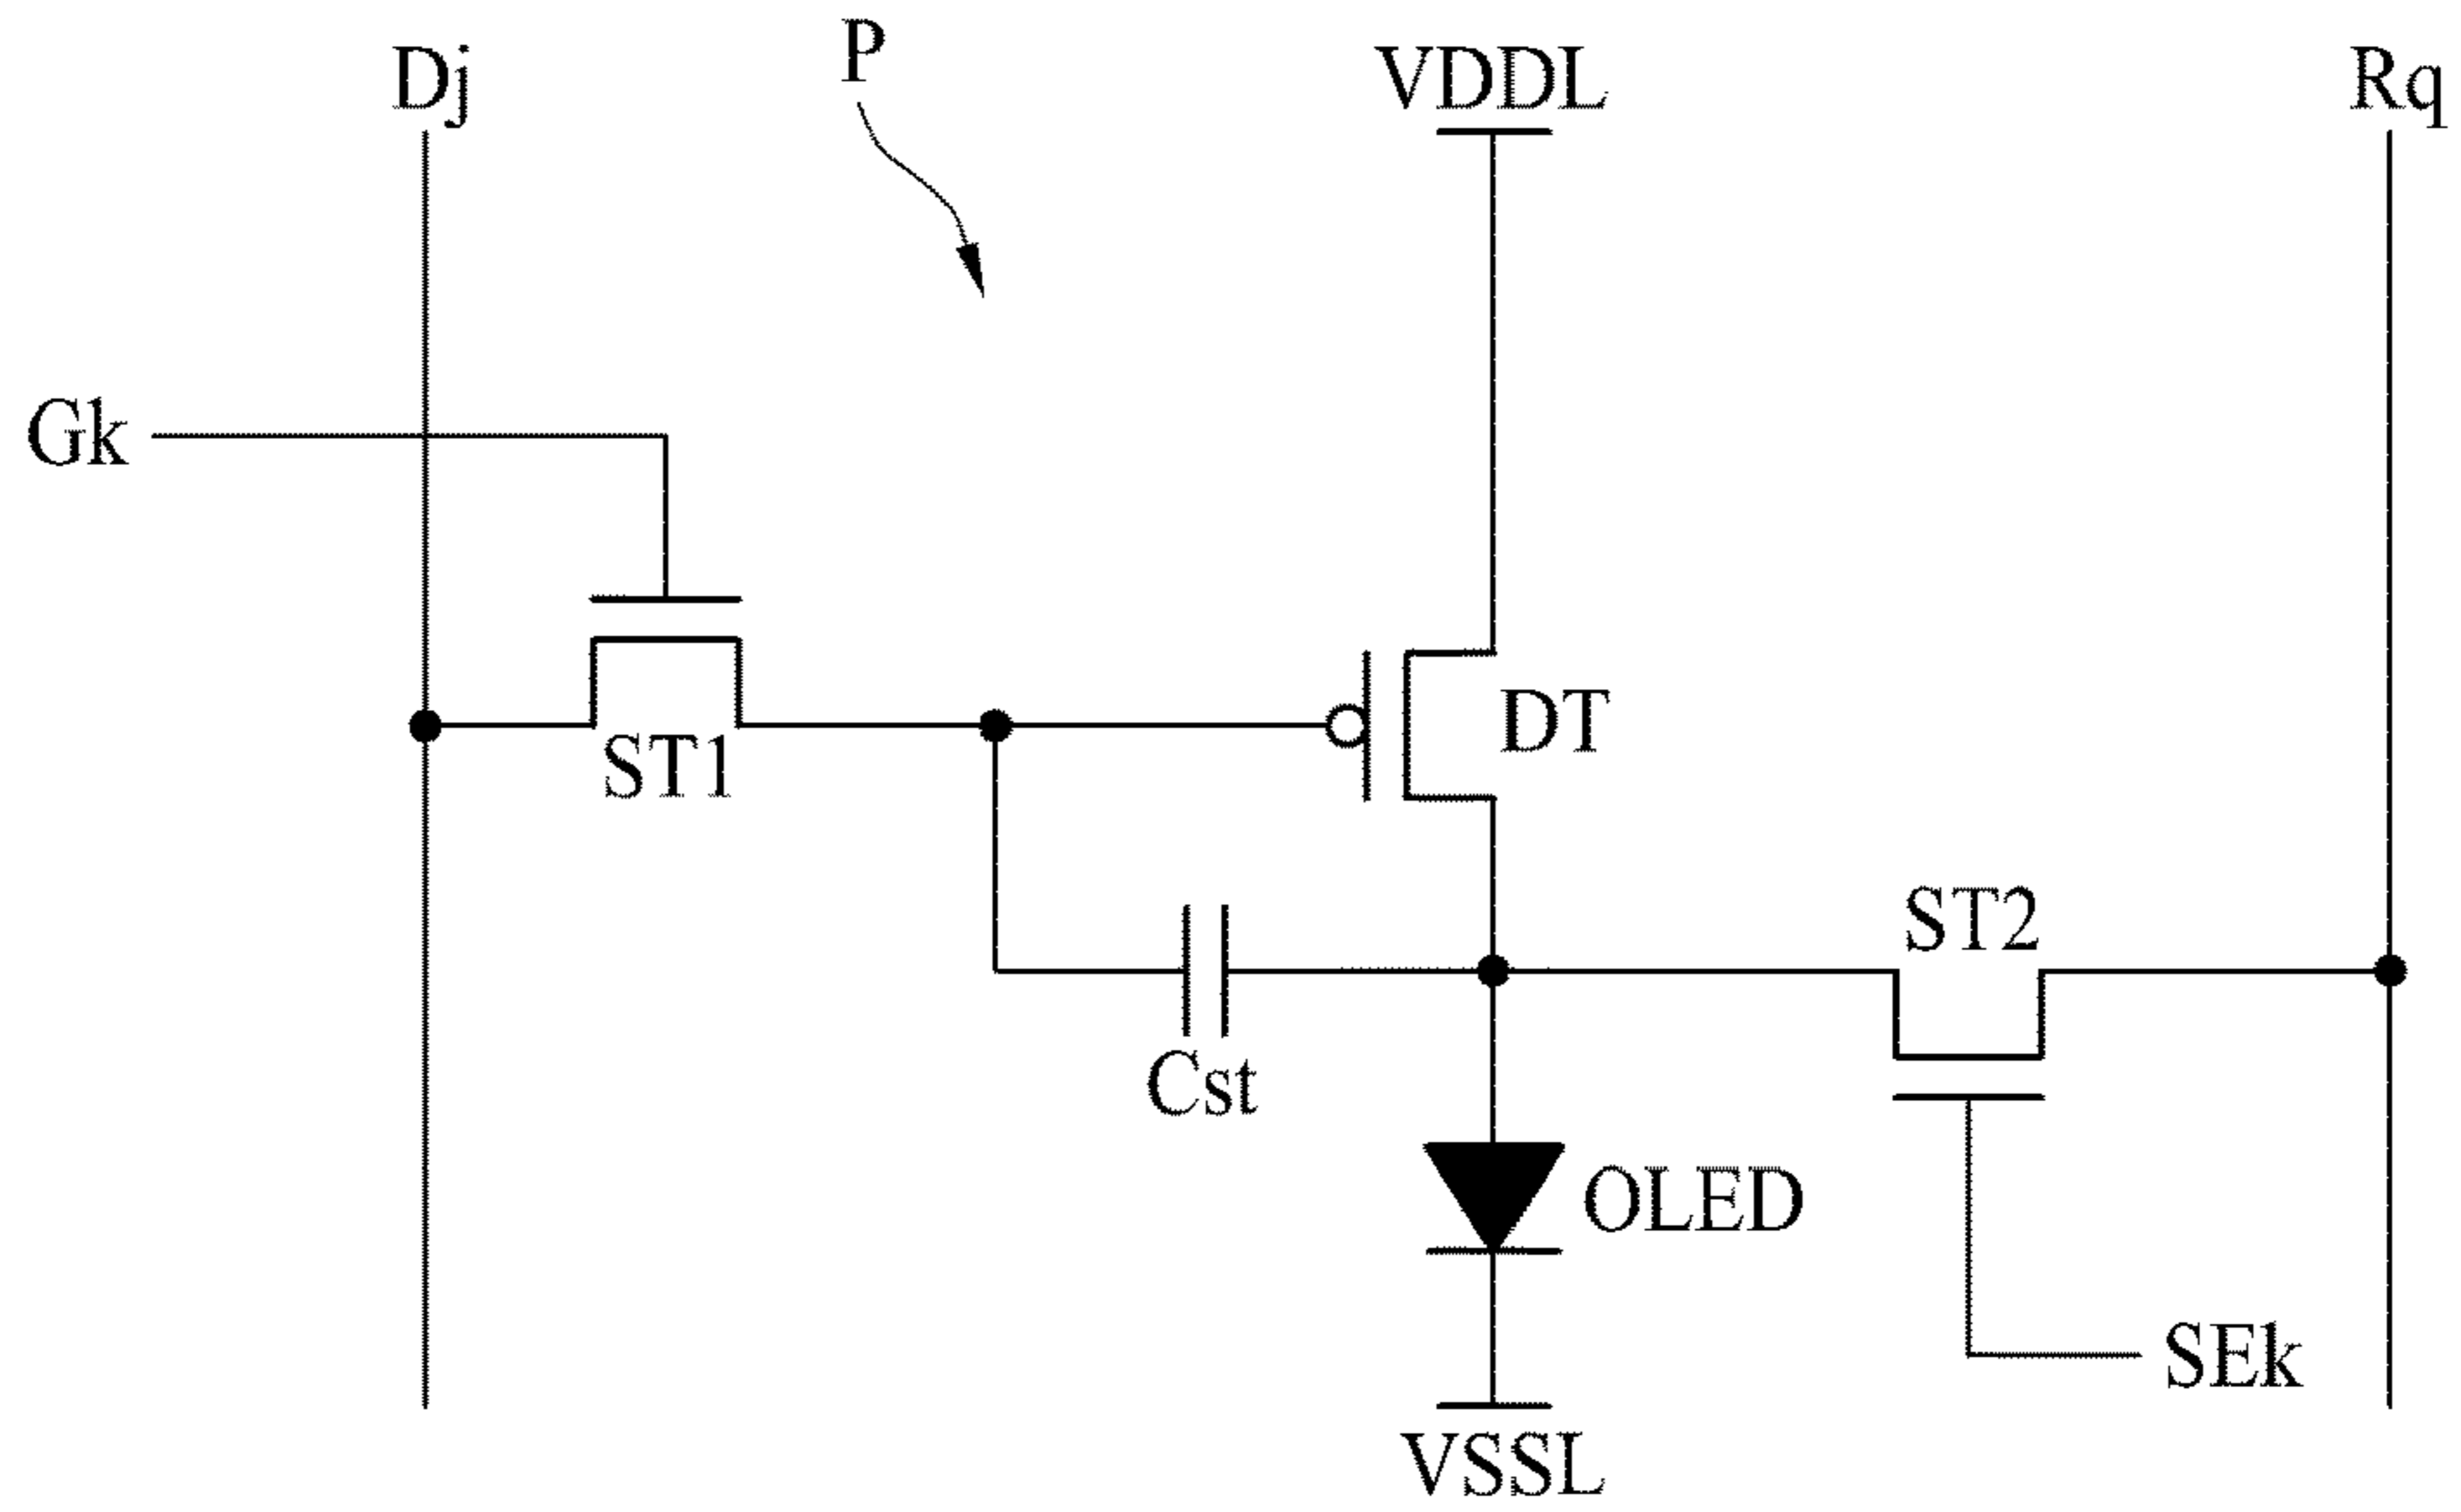 P
Dj
VDDL
Rq
Gk
DT
ST1
ST2
Cst
OLED
SEk
VSSL